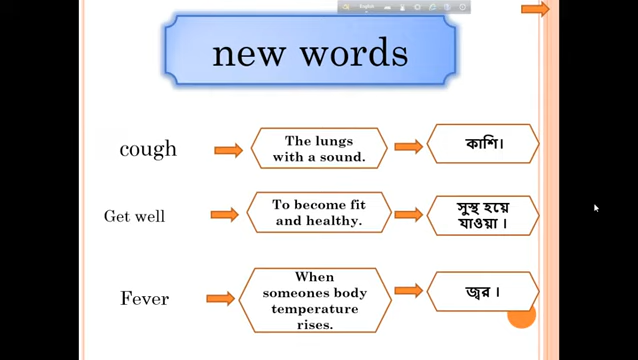 English
new words
cough
The lungs
with a sound.
কাশি।
Get well
To become fit
and healthy.
সুস্থ হয়ে
যাওয়া ।
Fever
When
someones body
temperature
rises.
জ্বর ।